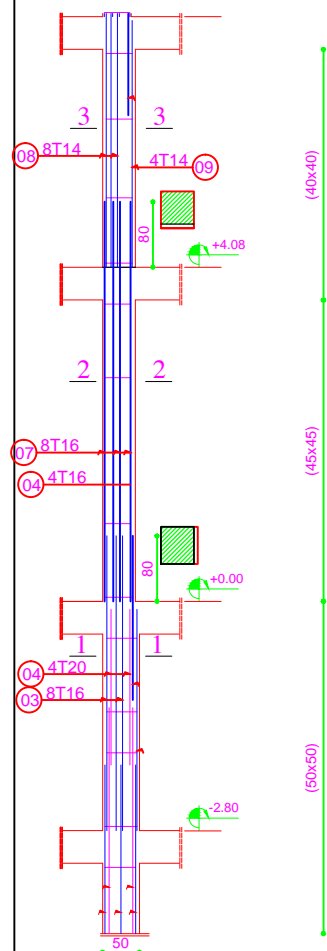 3 3
08 8T14
4T14 09
(40x40)
80
+4.08
2 2
(45x45)
07 8T16
04 4T16
80
+0.00
1 1
04 4T20
03 8T16
(50x50)
-2.80
50